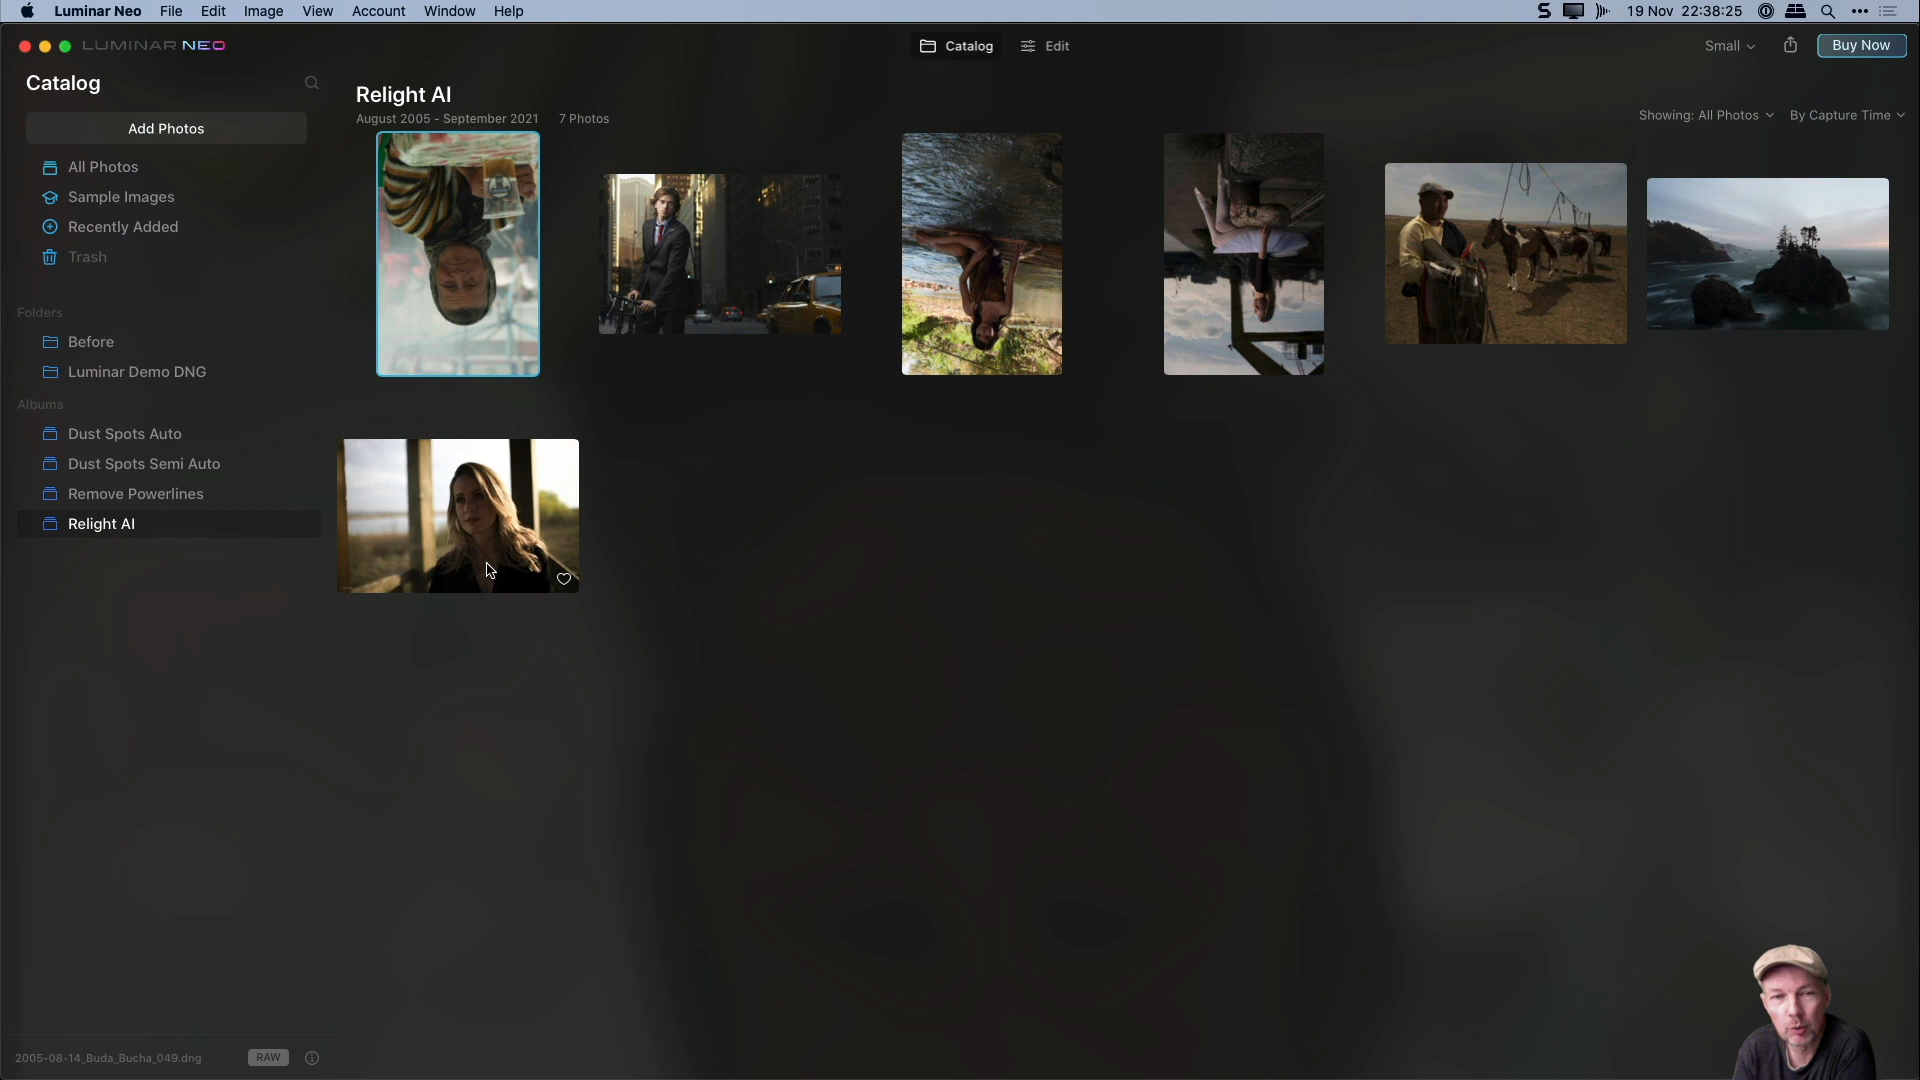 Luminar Neo File Edit Image View Account Window Help
19 Nov 22:38:25
LUMINAR NEO
Catalog Edit
Small
Buy Now
Catalog
Add Photos
All Photos
Sample Images
Recently Added
Trash
Folders
Before
Luminar Demo DNG
Albums
Dust Spots Auto
Dust Spots Semi Auto
Remove Powerlines
Relight AI
Relight AI
August 2005 - September 2021 7 Photos
Showing: All Photos By Capture Time
2005-08-14_Buda_Bucha_049.dng RAW